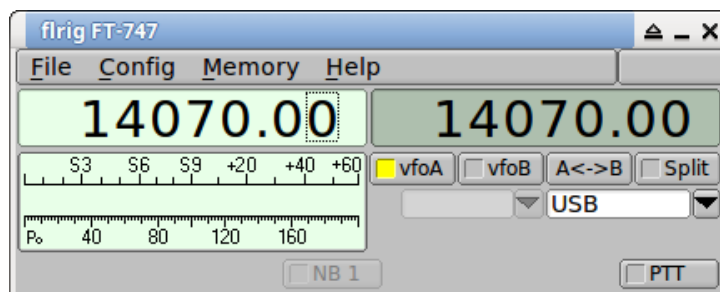 flrig FT-747
File Config Memory Help
14070.00 14070.00
S3 S6 S9 +20 +40 +60
vfoA vfoB A<->B Split
USB
Po 40 80 120 160
NB 1 PTT